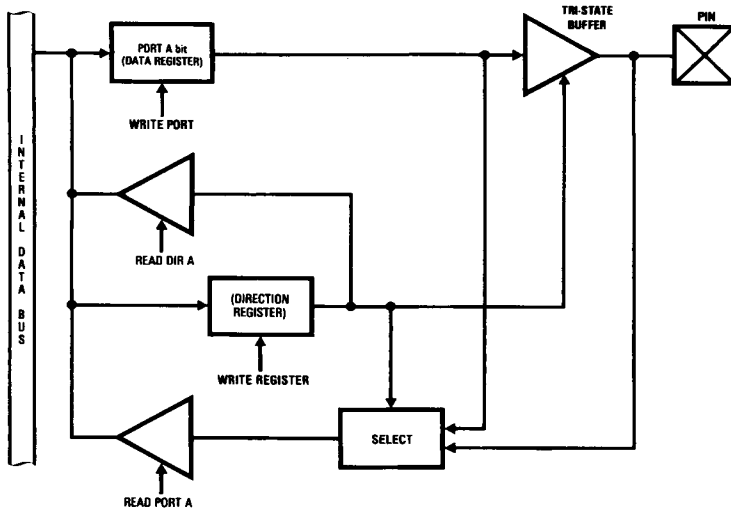 TRI-STATE
BUFFER
PIN
PORT A bit
(DATA REGISTER)
WRITE PORT
INTERNAL DATA BUS
READ DIR A
(DIRECTION
REGISTER)
WRITE REGISTER
SELECT
READ PORT A